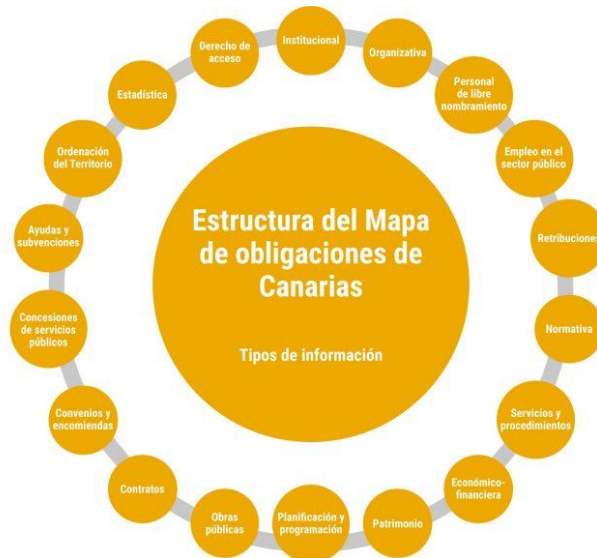 Estructura del Mapa
de obligaciones de
Canarias
Tipos de información
Institucional
Organizativa
Personal
de libre
nombramiento
Empleo en el
sector público
Retribuciones
Normativa
Servicios y
procedimientos
Económico-
financiera
Patrimonio
Planificación y
programación
Obras
públicas
Contratos
Convenios y
encomiendas
Concesiones
de servicios
públicos
Ayudas y
subvenciones
Ordenación
del Territorio
Estadística
Derecho de
acceso